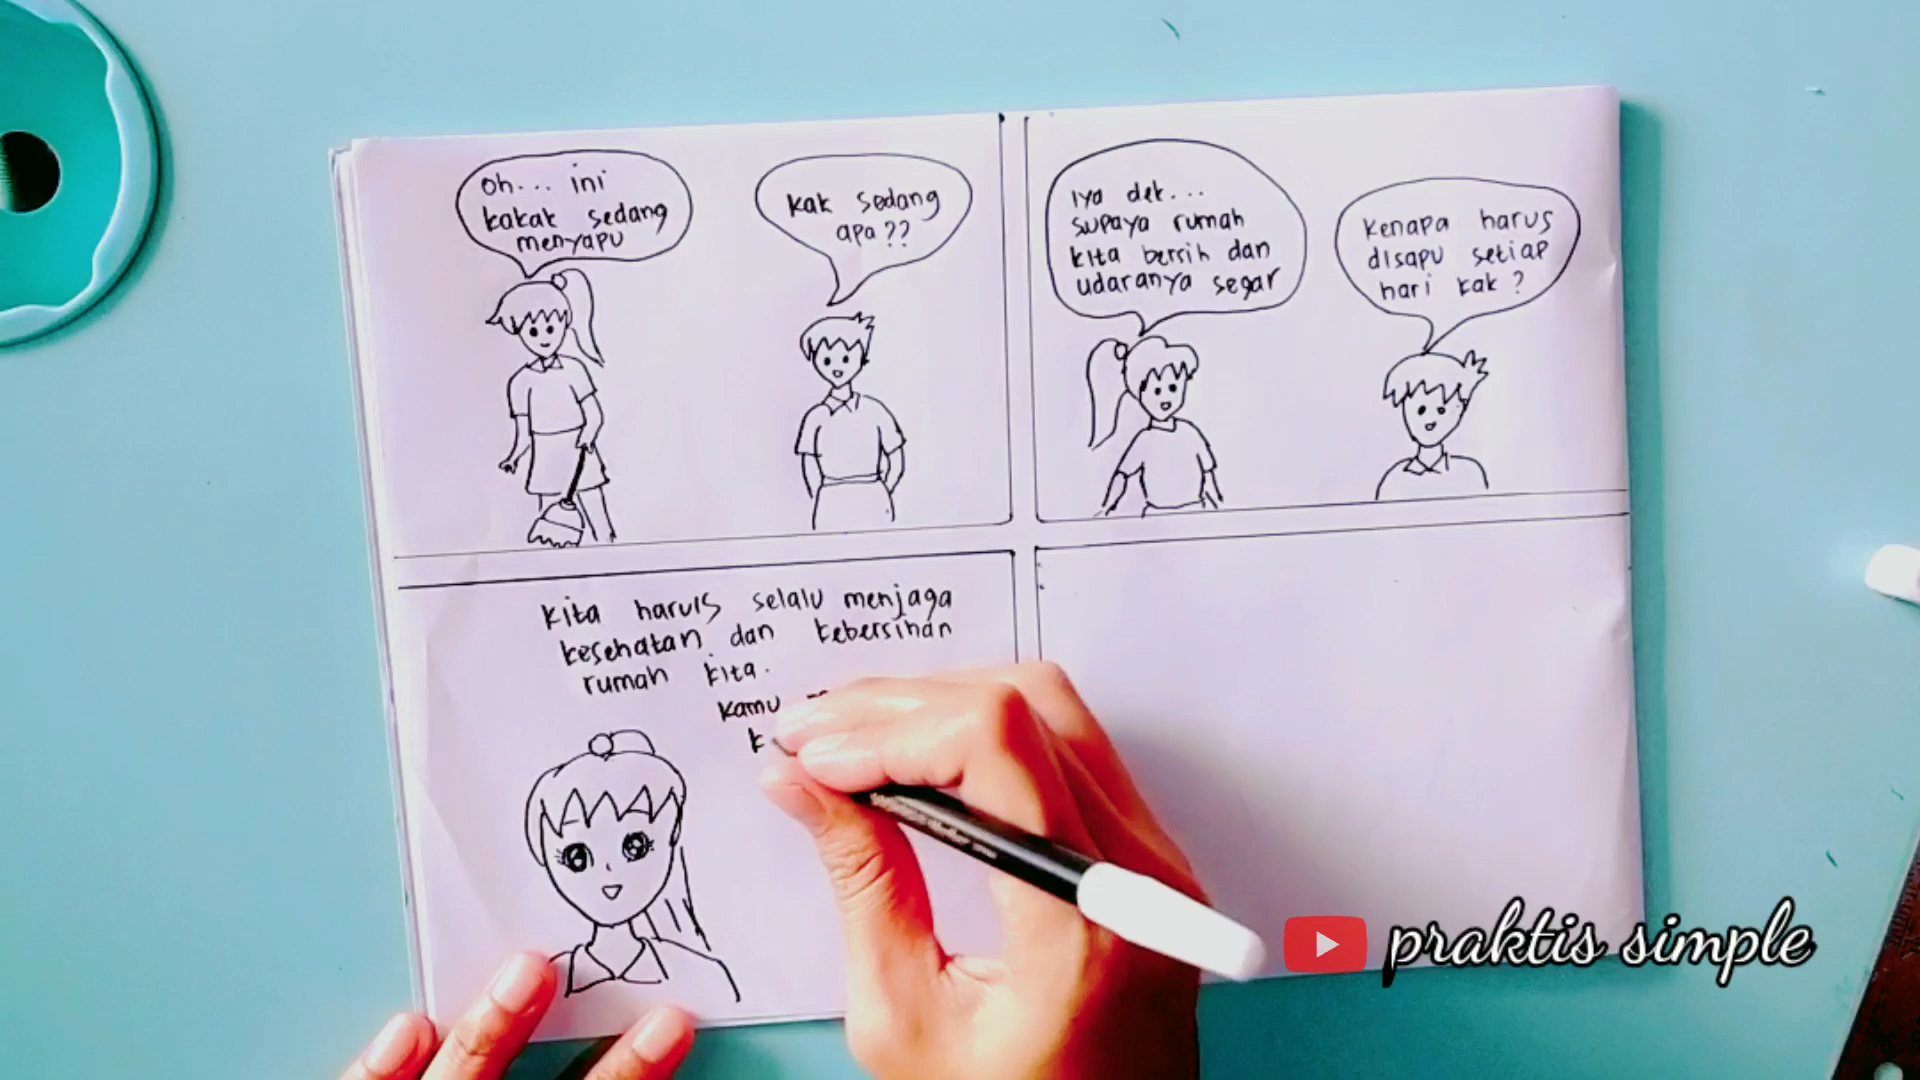 Oh... ini
kakak sedang
menyapu
kak sedang
apa??
Iya dek...
supaya rumah
kita bersih dan
udaranya segar
Kenapa harus
disapu setiap
hari kak?
kita harus selalu menjaga
kesehatan dan kebersihan
rumah kita.
kamu
praktis simple